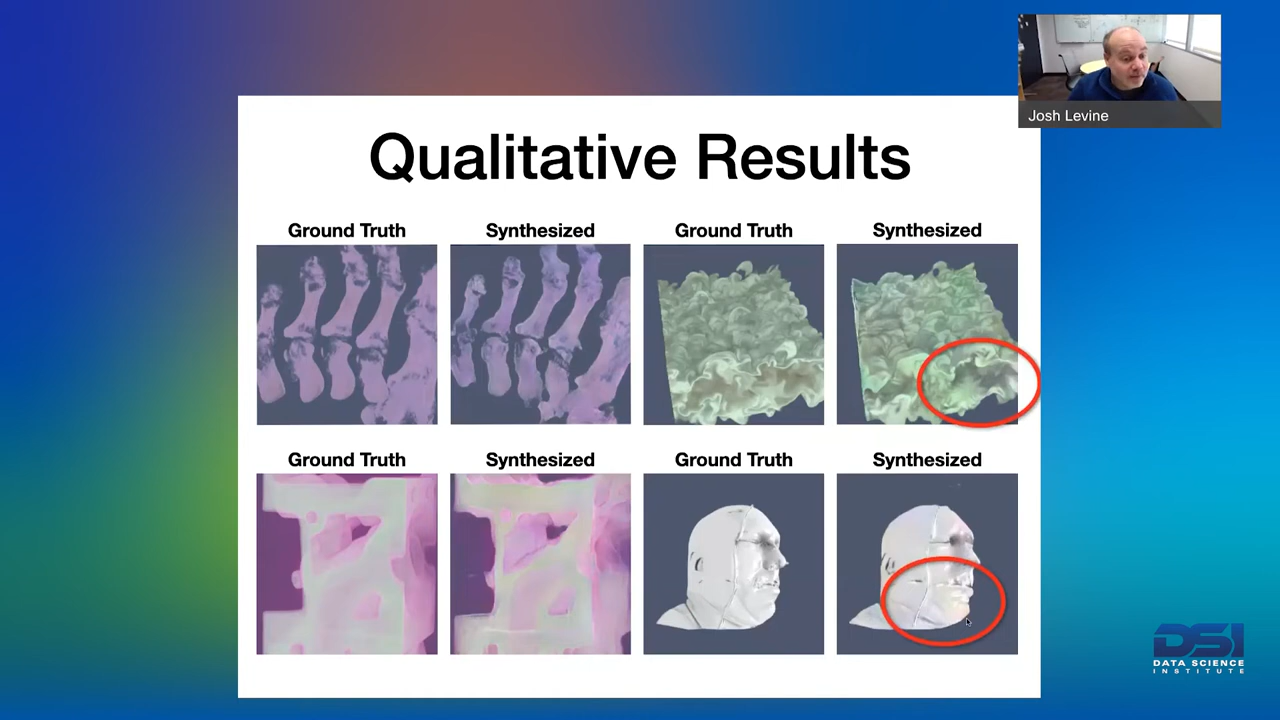 Josh Levine
Qualitative Results
Ground Truth Synthesized Ground Truth Synthesized
Ground Truth Synthesized Ground Truth Synthesized
DSI
DATA SCIENCE
INSTITUTE